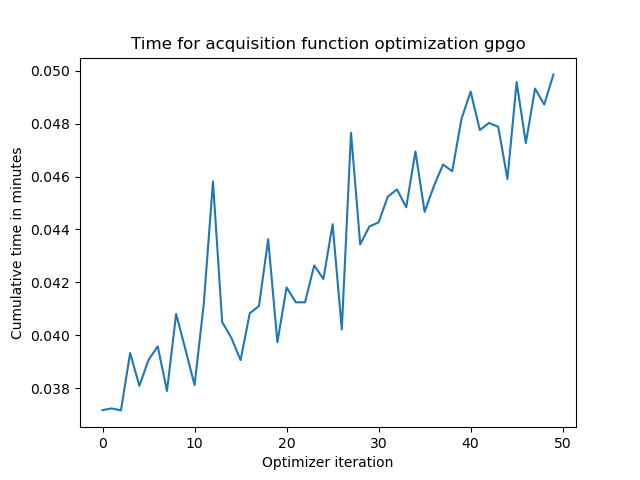 Time for acquisition function optimization gpgo
0.050
0.048
0.046
0.044
0.042
0.040
0.038
Cumulative time in minutes
0 10 20 30 40 50
Optimizer iteration